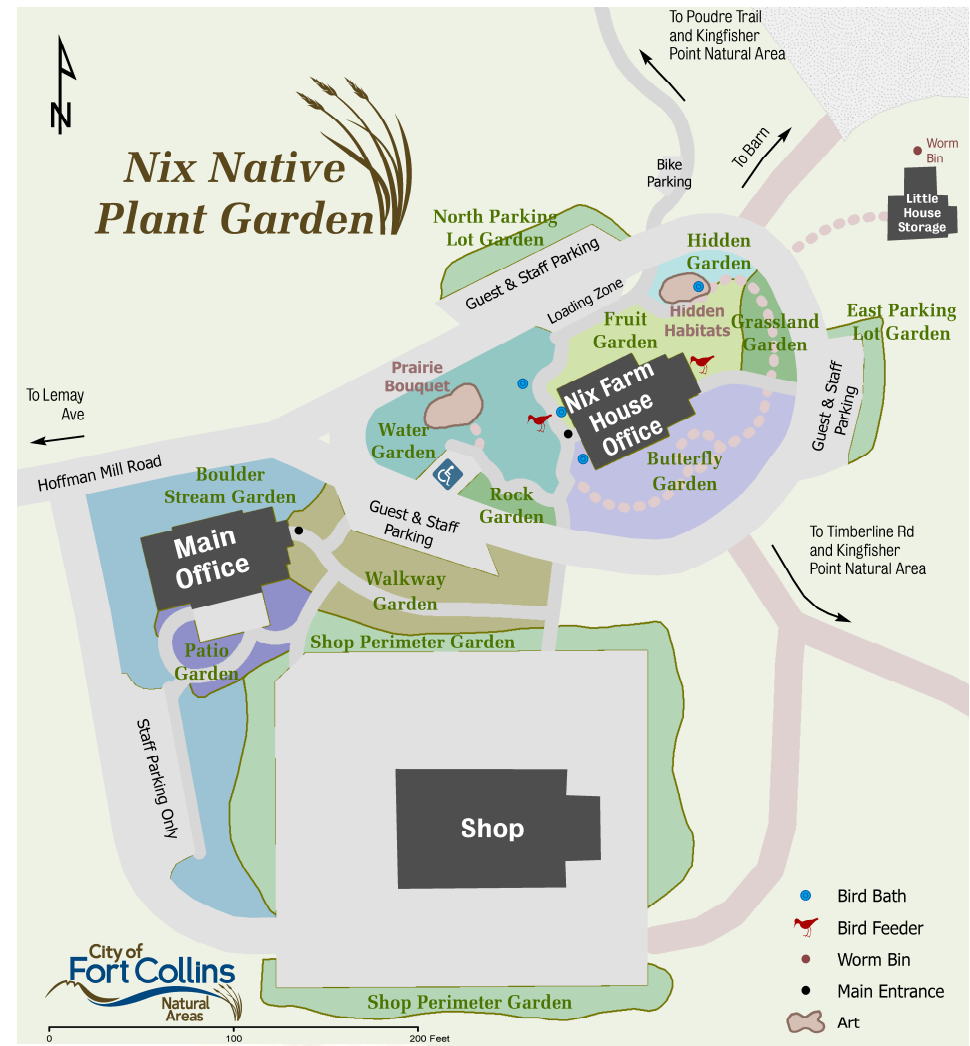 To Poudre Trail
and Kingfisher
Point Natural Area
N
Nix Native
Plant Garden
To Barn
Bike
Parking
Worm
Bin
Little
House
Storage
North Parking
Lot Garden
Guest & Staff Parking
Hidden
Garden
Loading Zone
Hidden
Habitats
Fruit
Garden
Grassland
Garden
East Parking
Lot Garden
Guest & Staff
Parking
Prairie
Bouquet
Nix Farm
House
Office
To Lemay
Ave
Water
Garden
Butterfly
Garden
Hoffman Mill Road
Boulder
Stream Garden
Rock
Garden
Guest & Staff
Parking
Main
Office
To Timberline Rd
and Kingfisher
Point Natural Area
Walkway
Garden
Shop Perimeter Garden
Patio
Garden
Staff Parking Only
Shop
Bird Bath
Bird Feeder
Worm Bin
Main Entrance
Art
City of
Fort Collins
Natural
Areas
Shop Perimeter Garden
0 100 200 Feet